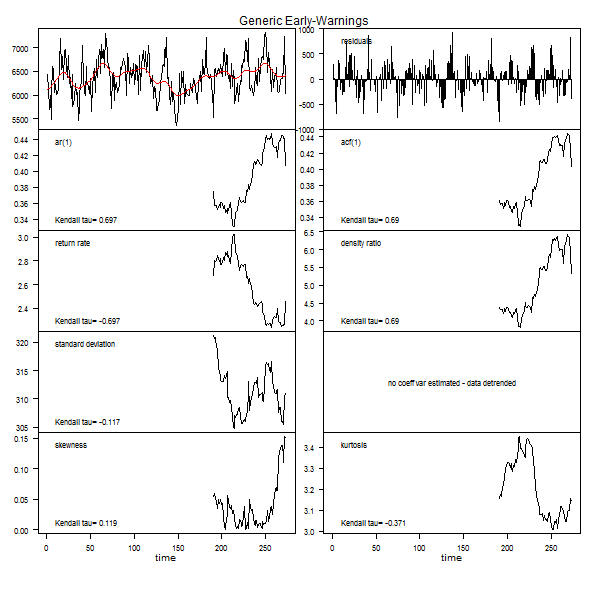 Generic Early-Warnings
7000
6500
6000
5500
1000
500
0
-500
1000
residuals
0.44
0.42
0.40
0.38
0.36
0.34
ar(1)
Kendall tau= 0.697
0.44
0.42
0.40
0.38
0.36
0.34
acf(1)
Kendall tau= 0.69
3.0
2.8
2.6
2.4
return rate
Kendall tau= -0.697
6.5
6.0
5.5
5.0
4.5
4.0
density ratio
Kendall tau= 0.69
320
315
310
305
standard deviation
Kendall tau= -0.117
no coeff var estimated - data detrended
0.15
0.10
0.05
0.00
skewness
Kendall tau= 0.119
3.4
3.3
3.2
3.1
3.0
kurtosis
Kendall tau= -0.371
0 50 100 150 200 250
time
0 50 100 150 200 250
time